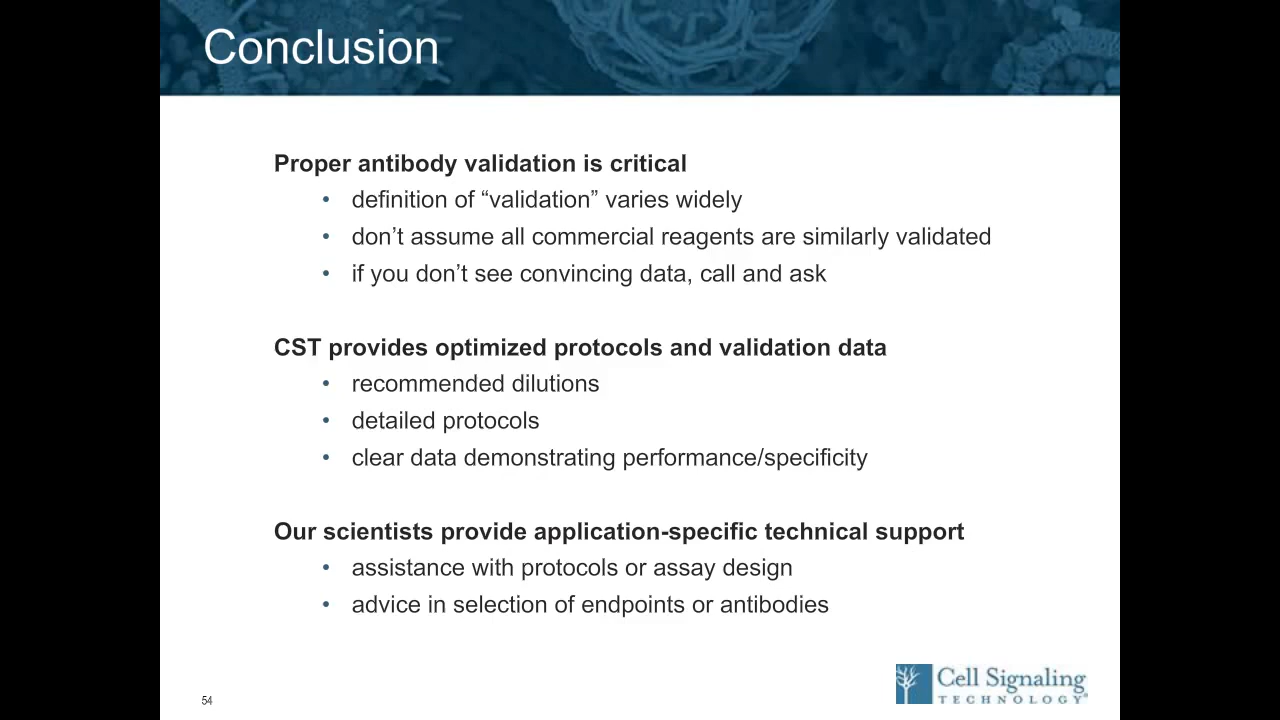 Conclusion
Proper antibody validation is critical
• definition of “validation” varies widely
• don’t assume all commercial reagents are similarly validated
• if you don’t see convincing data, call and ask
CST provides optimized protocols and validation data
• recommended dilutions
• detailed protocols
• clear data demonstrating performance/specificity
Our scientists provide application-specific technical support
• assistance with protocols or assay design
• advice in selection of endpoints or antibodies
54
Cell Signaling
TECHNOLOGY®